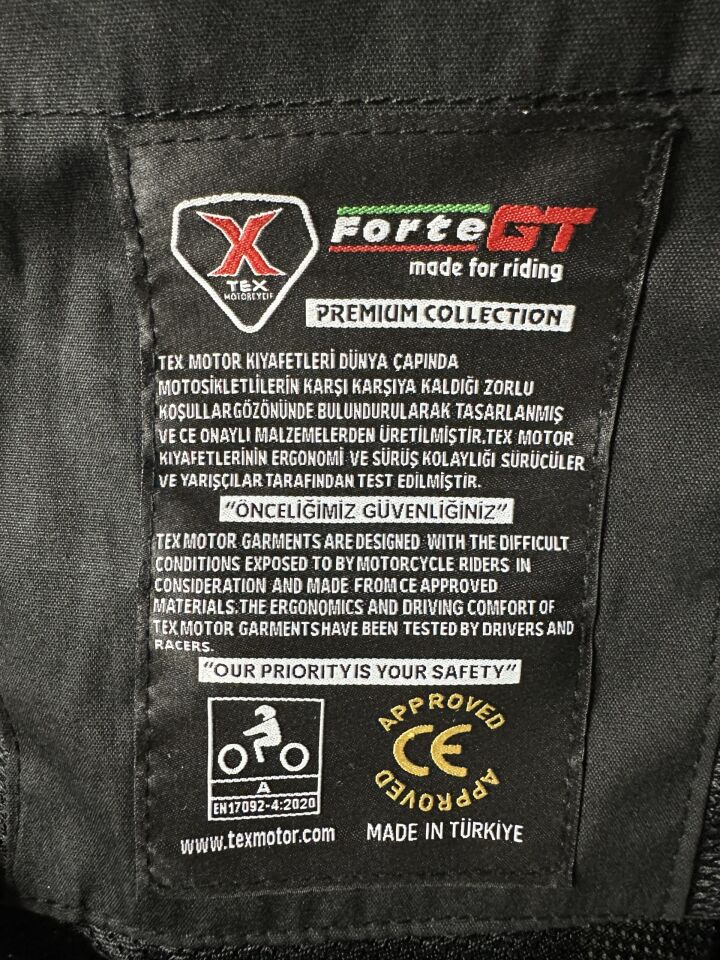 X
TEX
MOTORCYCLE
Forte GT
made for riding
PREMIUM COLLECTION
TEX MOTOR KIYAFETLERİ DÜNYA ÇAPINDA
MOTOSİKLETLİLERİN KARŞI KARŞIYA KALDIĞI ZORLU
KOŞULLAR GÖZÖNÜNDE BULUNDURULARAK TASARLANMIŞ
VE CE ONAYLI MALZEMELERDEN ÜRETİLMİŞTİR.TEX MOTOR
KIYAFETLERİNİN ERGONOMİ VE SÜRÜŞ KOLAYLIĞI SÜRÜCÜLER
VE YARIŞÇILAR TARAFINDAN TEST EDİLMİŞTİR.
"ÖNCELİĞİMİZ GÜVENLİĞİNİZ"
TEX MOTOR GARMENTS ARE DESIGNED WITH THE DIFFICULT
CONDITIONS EXPOSED TO BY MOTORCYCLE RIDERS IN
CONSIDERATION AND MADE FROM CE APPROVED
MATERIALS.THE ERGONOMICS AND DRIVING COMFORT OF
TEX MOTOR GARMENTS HAVE BEEN TESTED BY DRIVERS AND
RACERS.
"OUR PRIORITY IS YOUR SAFETY"
A
EN17092-4:2020
APPROVED
CE
APPROVED
www.texmotor.com
MADE IN TÜRKİYE